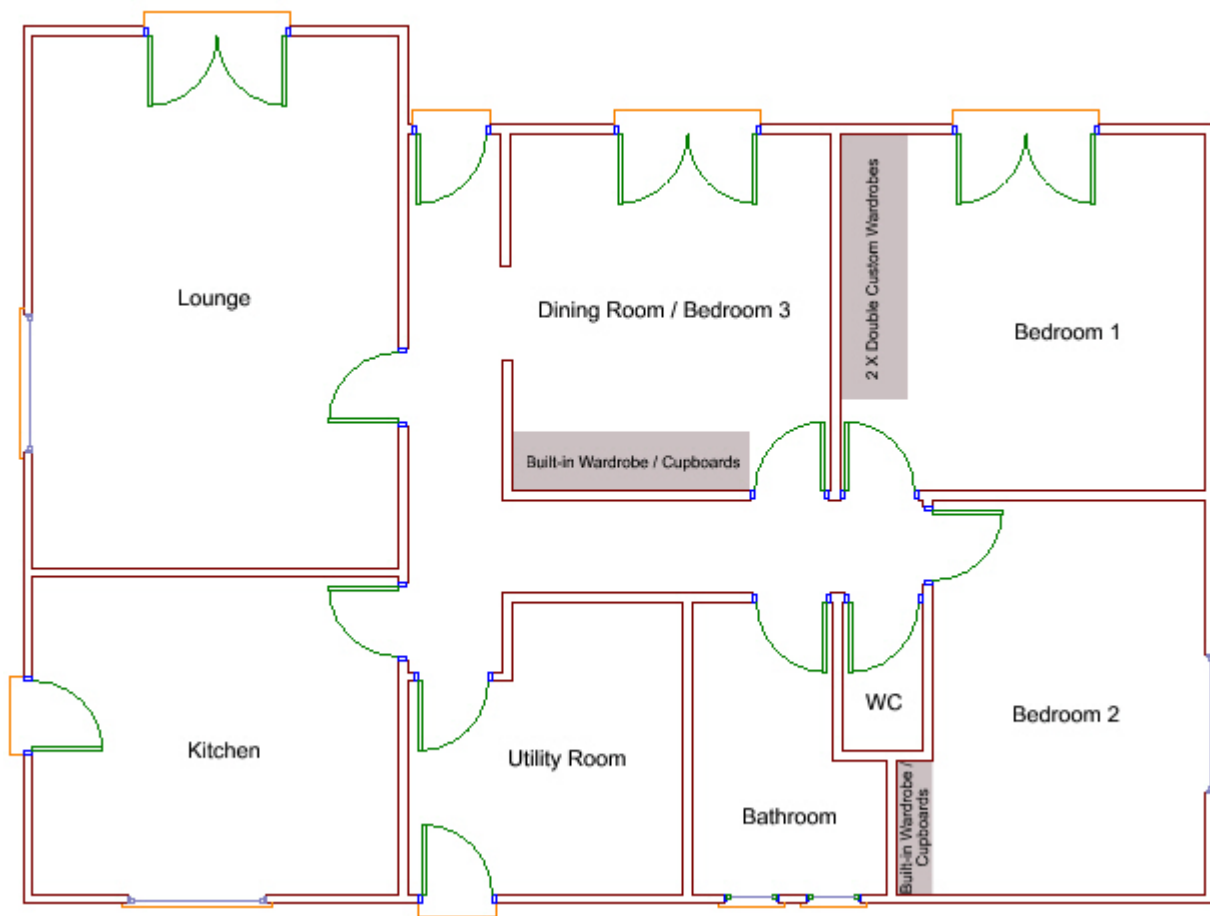 Lounge
Dining Room / Bedroom 3
2 X Double Custom Wardrobes
Bedroom 1
Built-in Wardrobe / Cupboards
Kitchen
Utility Room
Bathroom
WC
Bedroom 2
Built-in Wardrobe /
Cupboards